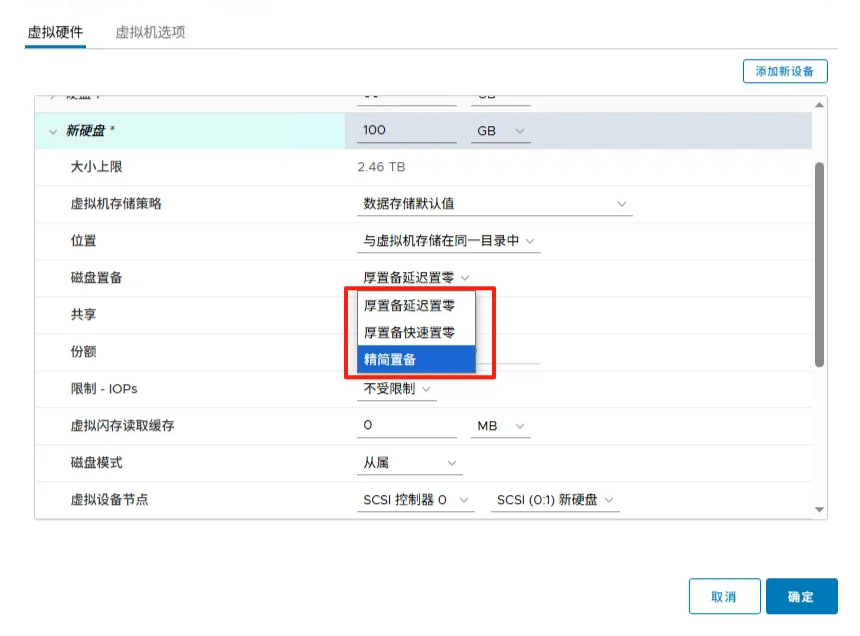 虚拟硬件 虚拟机选项
添加新设备
新硬盘 * 100 GB
大小上限 2.46 TB
虚拟机存储策略 数据存储默认值
位置 与虚拟机存储在同一目录中
磁盘置备 厚置备延迟置零
共享 厚置备延迟置零
厚置备快速置零
份额 精简置备
限制 - IOPs 不受限制
虚拟闪存读取缓存 0 MB
磁盘模式 从属
虚拟设备节点 SCSI 控制器 0 SCSI (0:1) 新硬盘
取消 确定